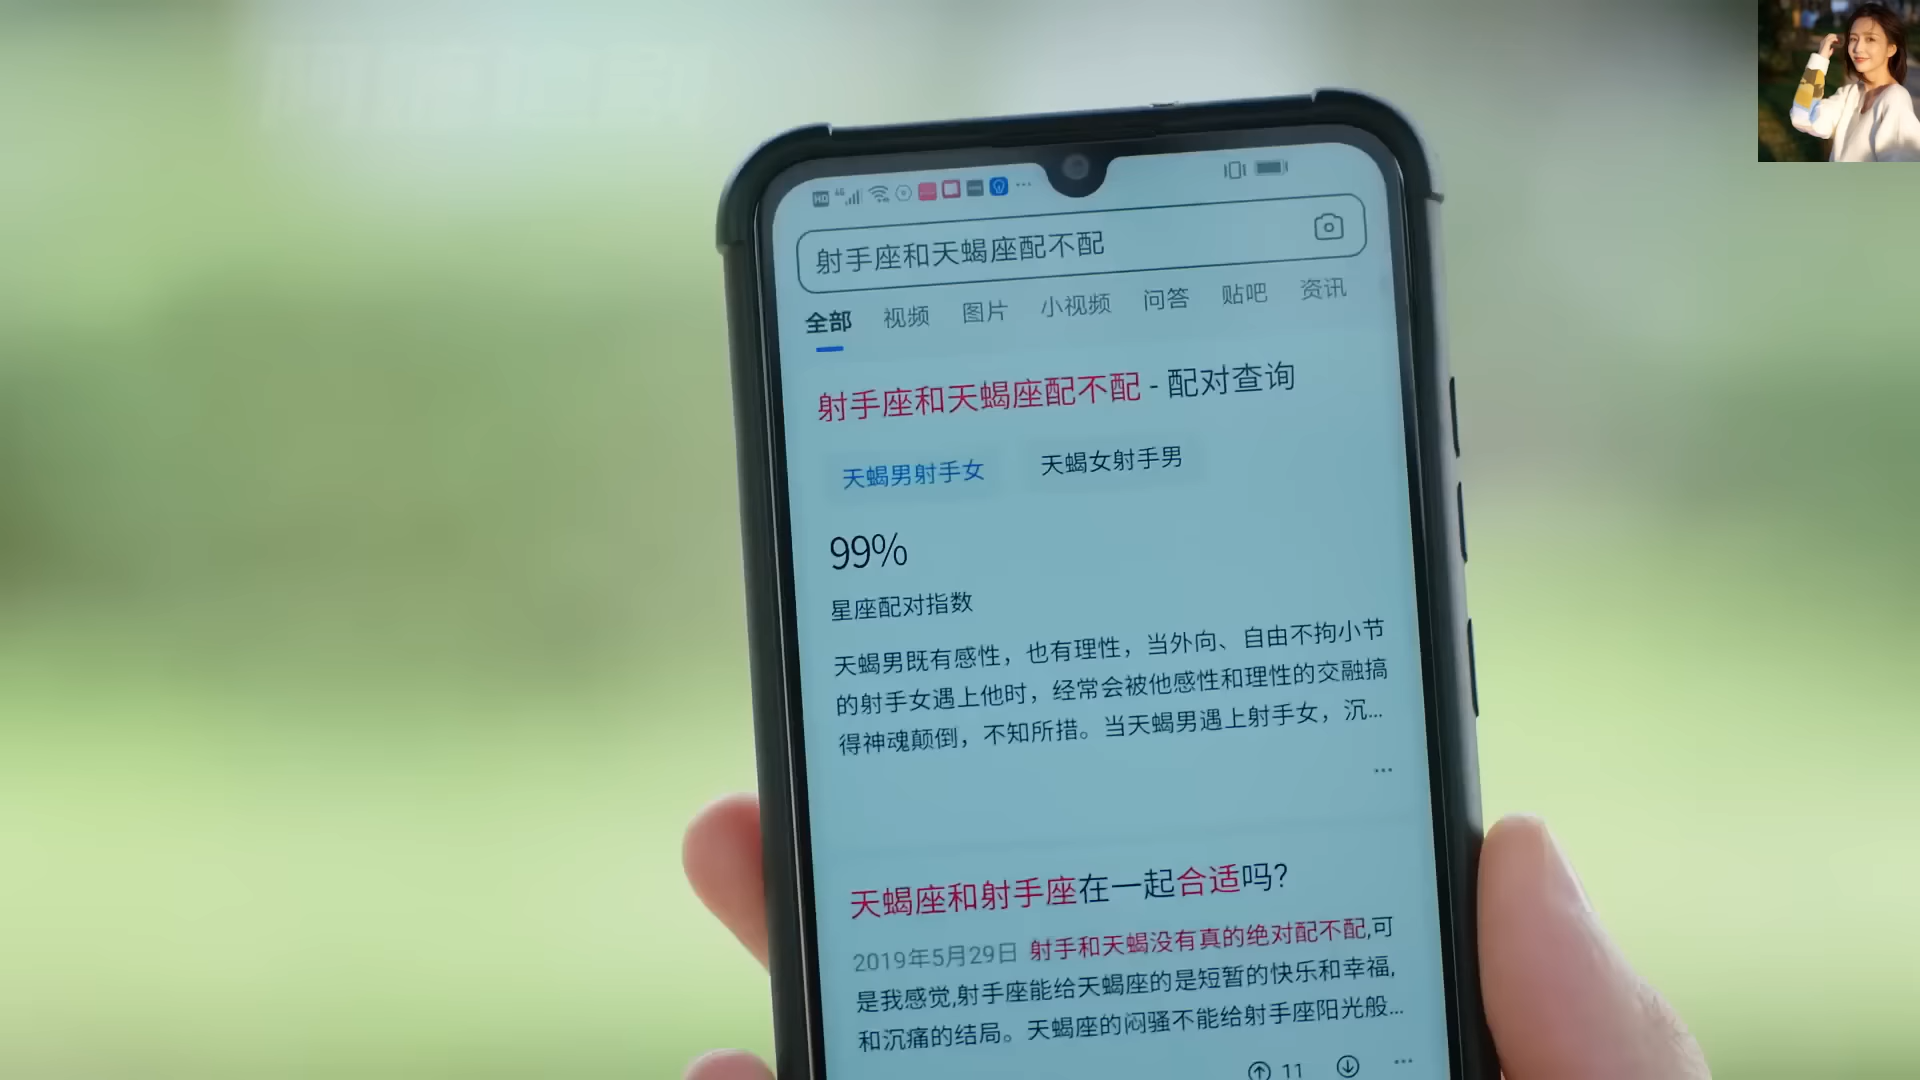 射手座和天蝎座配不配
全部 视频 图片 小视频 问答 贴吧 资讯
射手座和天蝎座配不配 - 配对查询
天蝎男射手女 天蝎女射手男
99%
星座配对指数
天蝎男既有感性，也有理性，当外向、自由不拘小节
的射手女遇上他时，经常会被他感性和理性的交融搞
得神魂颠倒，不知所措。当天蝎男遇上射手女，沉...
天蝎座和射手座在一起合适吗？
2019年5月29日 射手和天蝎没有真的绝对配不配,可
是我感觉,射手座能给天蝎座的是短暂的快乐和幸福,
和沉痛的结局。天蝎座的闷骚不能给射手座阳光般...
11